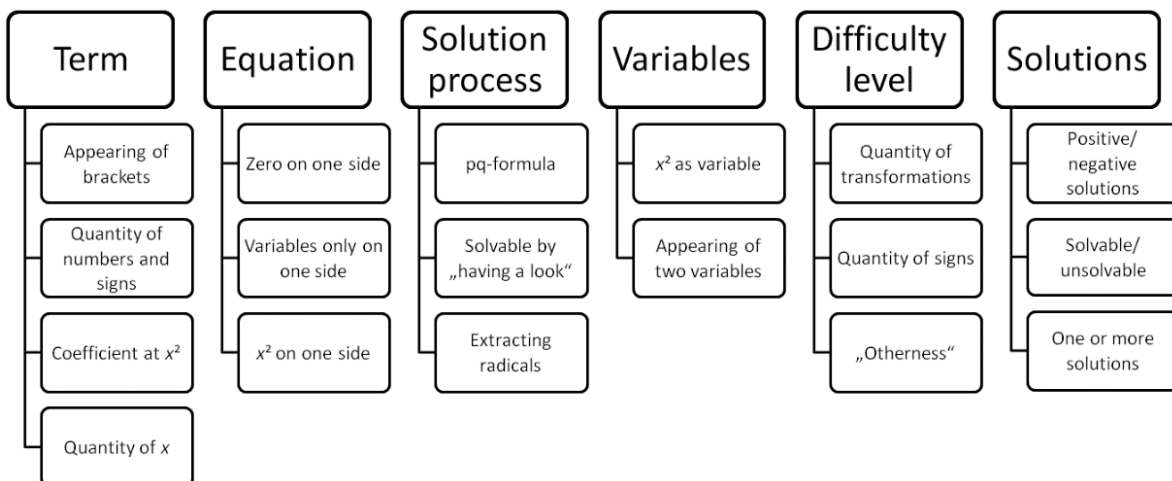 Term
Appearing of
brackets
Quantity of
numbers and
signs
Coefficient at x²
Quantity of x
Equation
Zero on one side
Variables only on
one side
x² on one side
Solution
process
pq-formula
Solvable by
„having a look“
Extracting
radicals
Variables
x² as variable
Appearing of
two variables
Difficulty
level
Quantity of
transformations
Quantity of signs
„Otherness“
Solutions
Positive/
negative
solutions
Solvable/
unsolvable
One or more
solutions